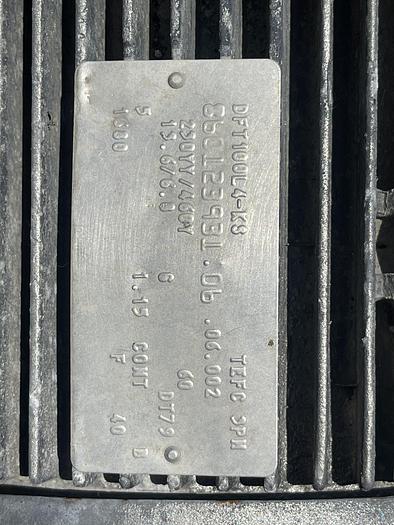 DFT100L4-KS TEFC 3PH
860123931.06.06.002
230YY/460Y 60
13.6/6.8 G DT79
5 1.15 CONT B
1800 F 40